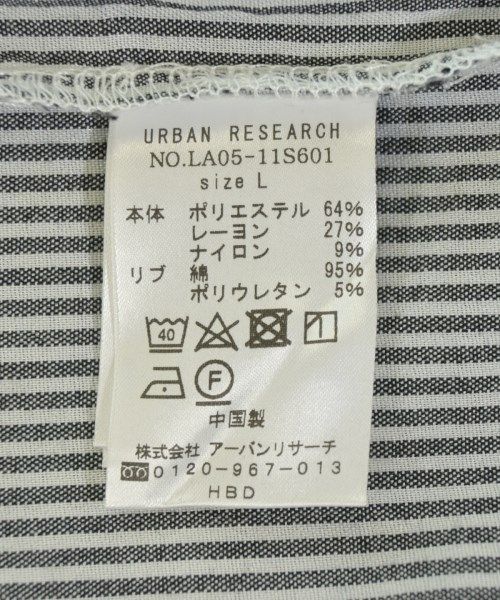 URBAN RESEARCH
NO.LA05-11S601
size L
本体 ポリエステル 64%
レーヨン 27%
ナイロン 9%
リブ 綿 95%
ポリウレタン 5%
40
F
中国製
株式会社 アーバンリサーチ
0120-967-013
HBD